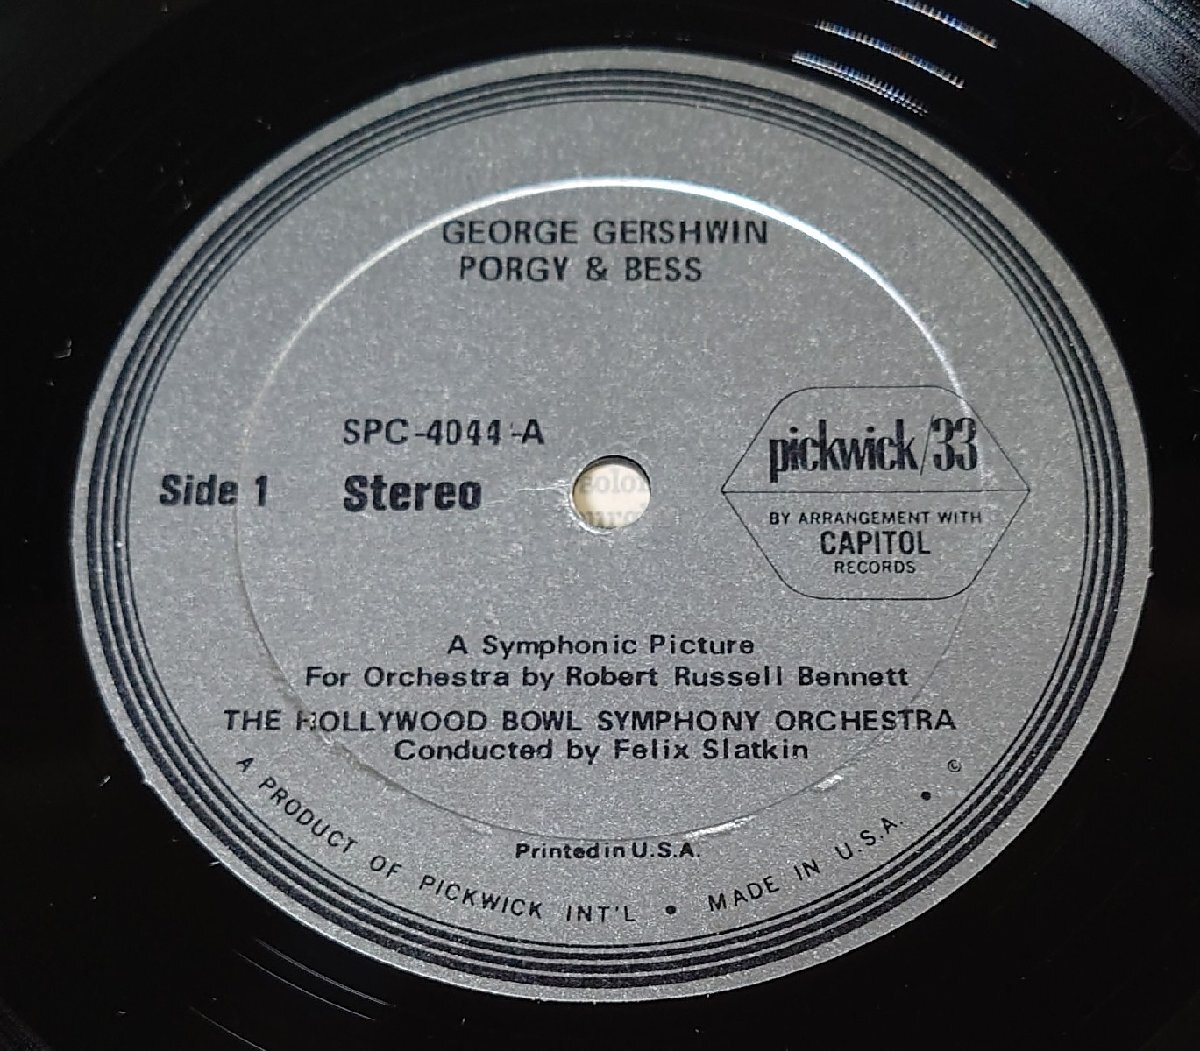 GEORGE GERSHWIN
PORGY & BESS
SPC-4044-A
Side 1 Stereo
pickwick/33
BY ARRANGEMENT WITH
CAPITOL
RECORDS
A Symphonic Picture
For Orchestra by Robert Russell Bennett
THE HOLLYWOOD BOWL SYMPHONY ORCHESTRA
Conducted by Felix Slatkin
Printed in U.S.A.
A PRODUCT OF PICKWICK INT'L • MADE IN U.S.A. • ©